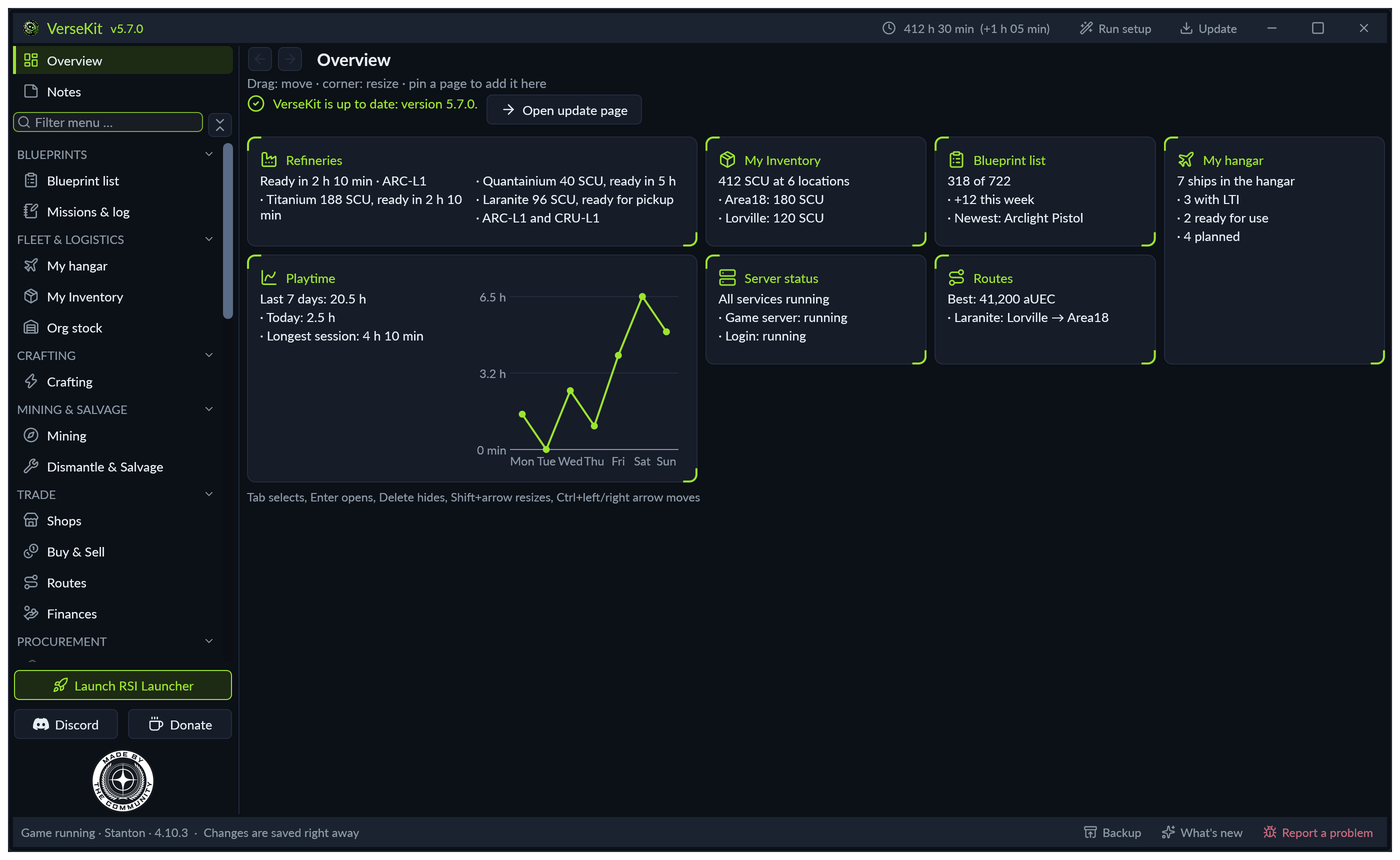 VerseKit v5.7.0
412 h 30 min (+1 h 05 min)
Run setup
Update
Overview
Notes
Filter menu ...
BLUEPRINTS
Blueprint list
Missions & log
FLEET & LOGISTICS
My hangar
My Inventory
Org stock
CRAFTING
Crafting
MINING & SALVAGE
Mining
Dismantle & Salvage
TRADE
Shops
Buy & Sell
Routes
Finances
PROCUREMENT
Launch RSI Launcher
Discord
Donate
MADE BY
THE COMMUNITY
Overview
Drag: move · corner: resize · pin a page to add it here
VerseKit is up to date: version 5.7.0.
Open update page
Refineries
Ready in 2 h 10 min · ARC-L1
· Titanium 188 SCU, ready in 2 h 10
min
· Quantainium 40 SCU, ready in 5 h
· Laranite 96 SCU, ready for pickup
· ARC-L1 and CRU-L1
My Inventory
412 SCU at 6 locations
· Area18: 180 SCU
· Lorville: 120 SCU
Blueprint list
318 of 722
· +12 this week
· Newest: Arclight Pistol
My hangar
7 ships in the hangar
· 3 with LTI
· 2 ready for use
· 4 planned
Playtime
Last 7 days: 20.5 h
· Today: 2.5 h
· Longest session: 4 h 10 min
6.5 h
3.2 h
0 min
Mon Tue Wed Thu Fri Sat Sun
Server status
All services running
· Game server: running
· Login: running
Routes
Best: 41,200 aUEC
· Laranite: Lorville → Area18
Tab selects, Enter opens, Delete hides, Shift+arrow resizes, Ctrl+left/right arrow moves
Game running · Stanton · 4.10.3 · Changes are saved right away
Backup
What's new
Report a problem